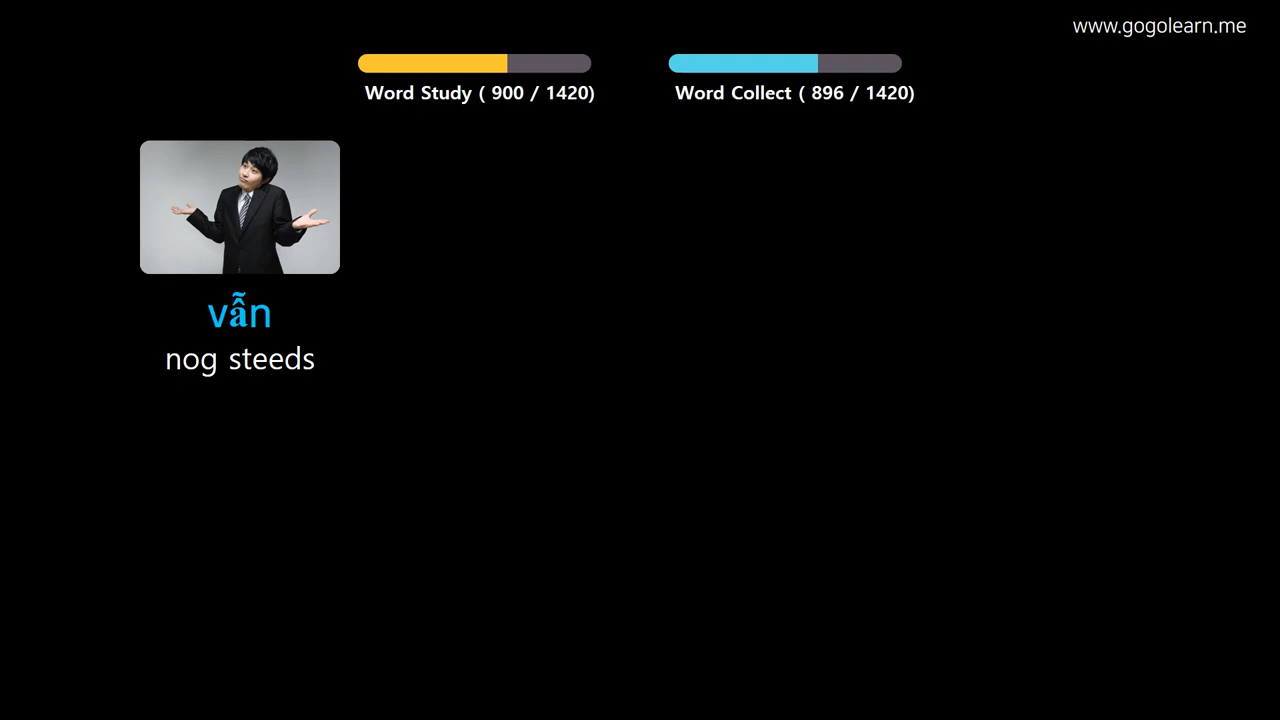 www.gogolearn.me
Word Study ( 900 / 1420)
Word Collect ( 896 / 1420)
vẫn
nog steeds